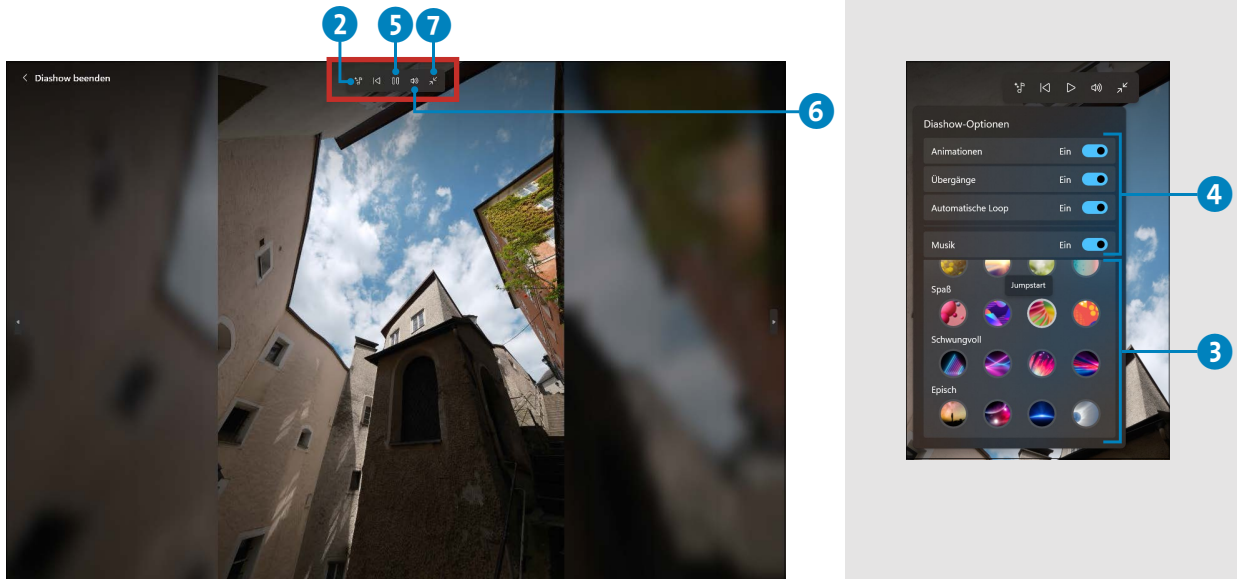 2
5
7
Diashow beenden
6
Diashow-Optionen
Animationen Ein
Übergänge Ein
Automatische Loop Ein
4
Musik Ein
Jumpstart
Spaß
Schwungvoll
3
Episch